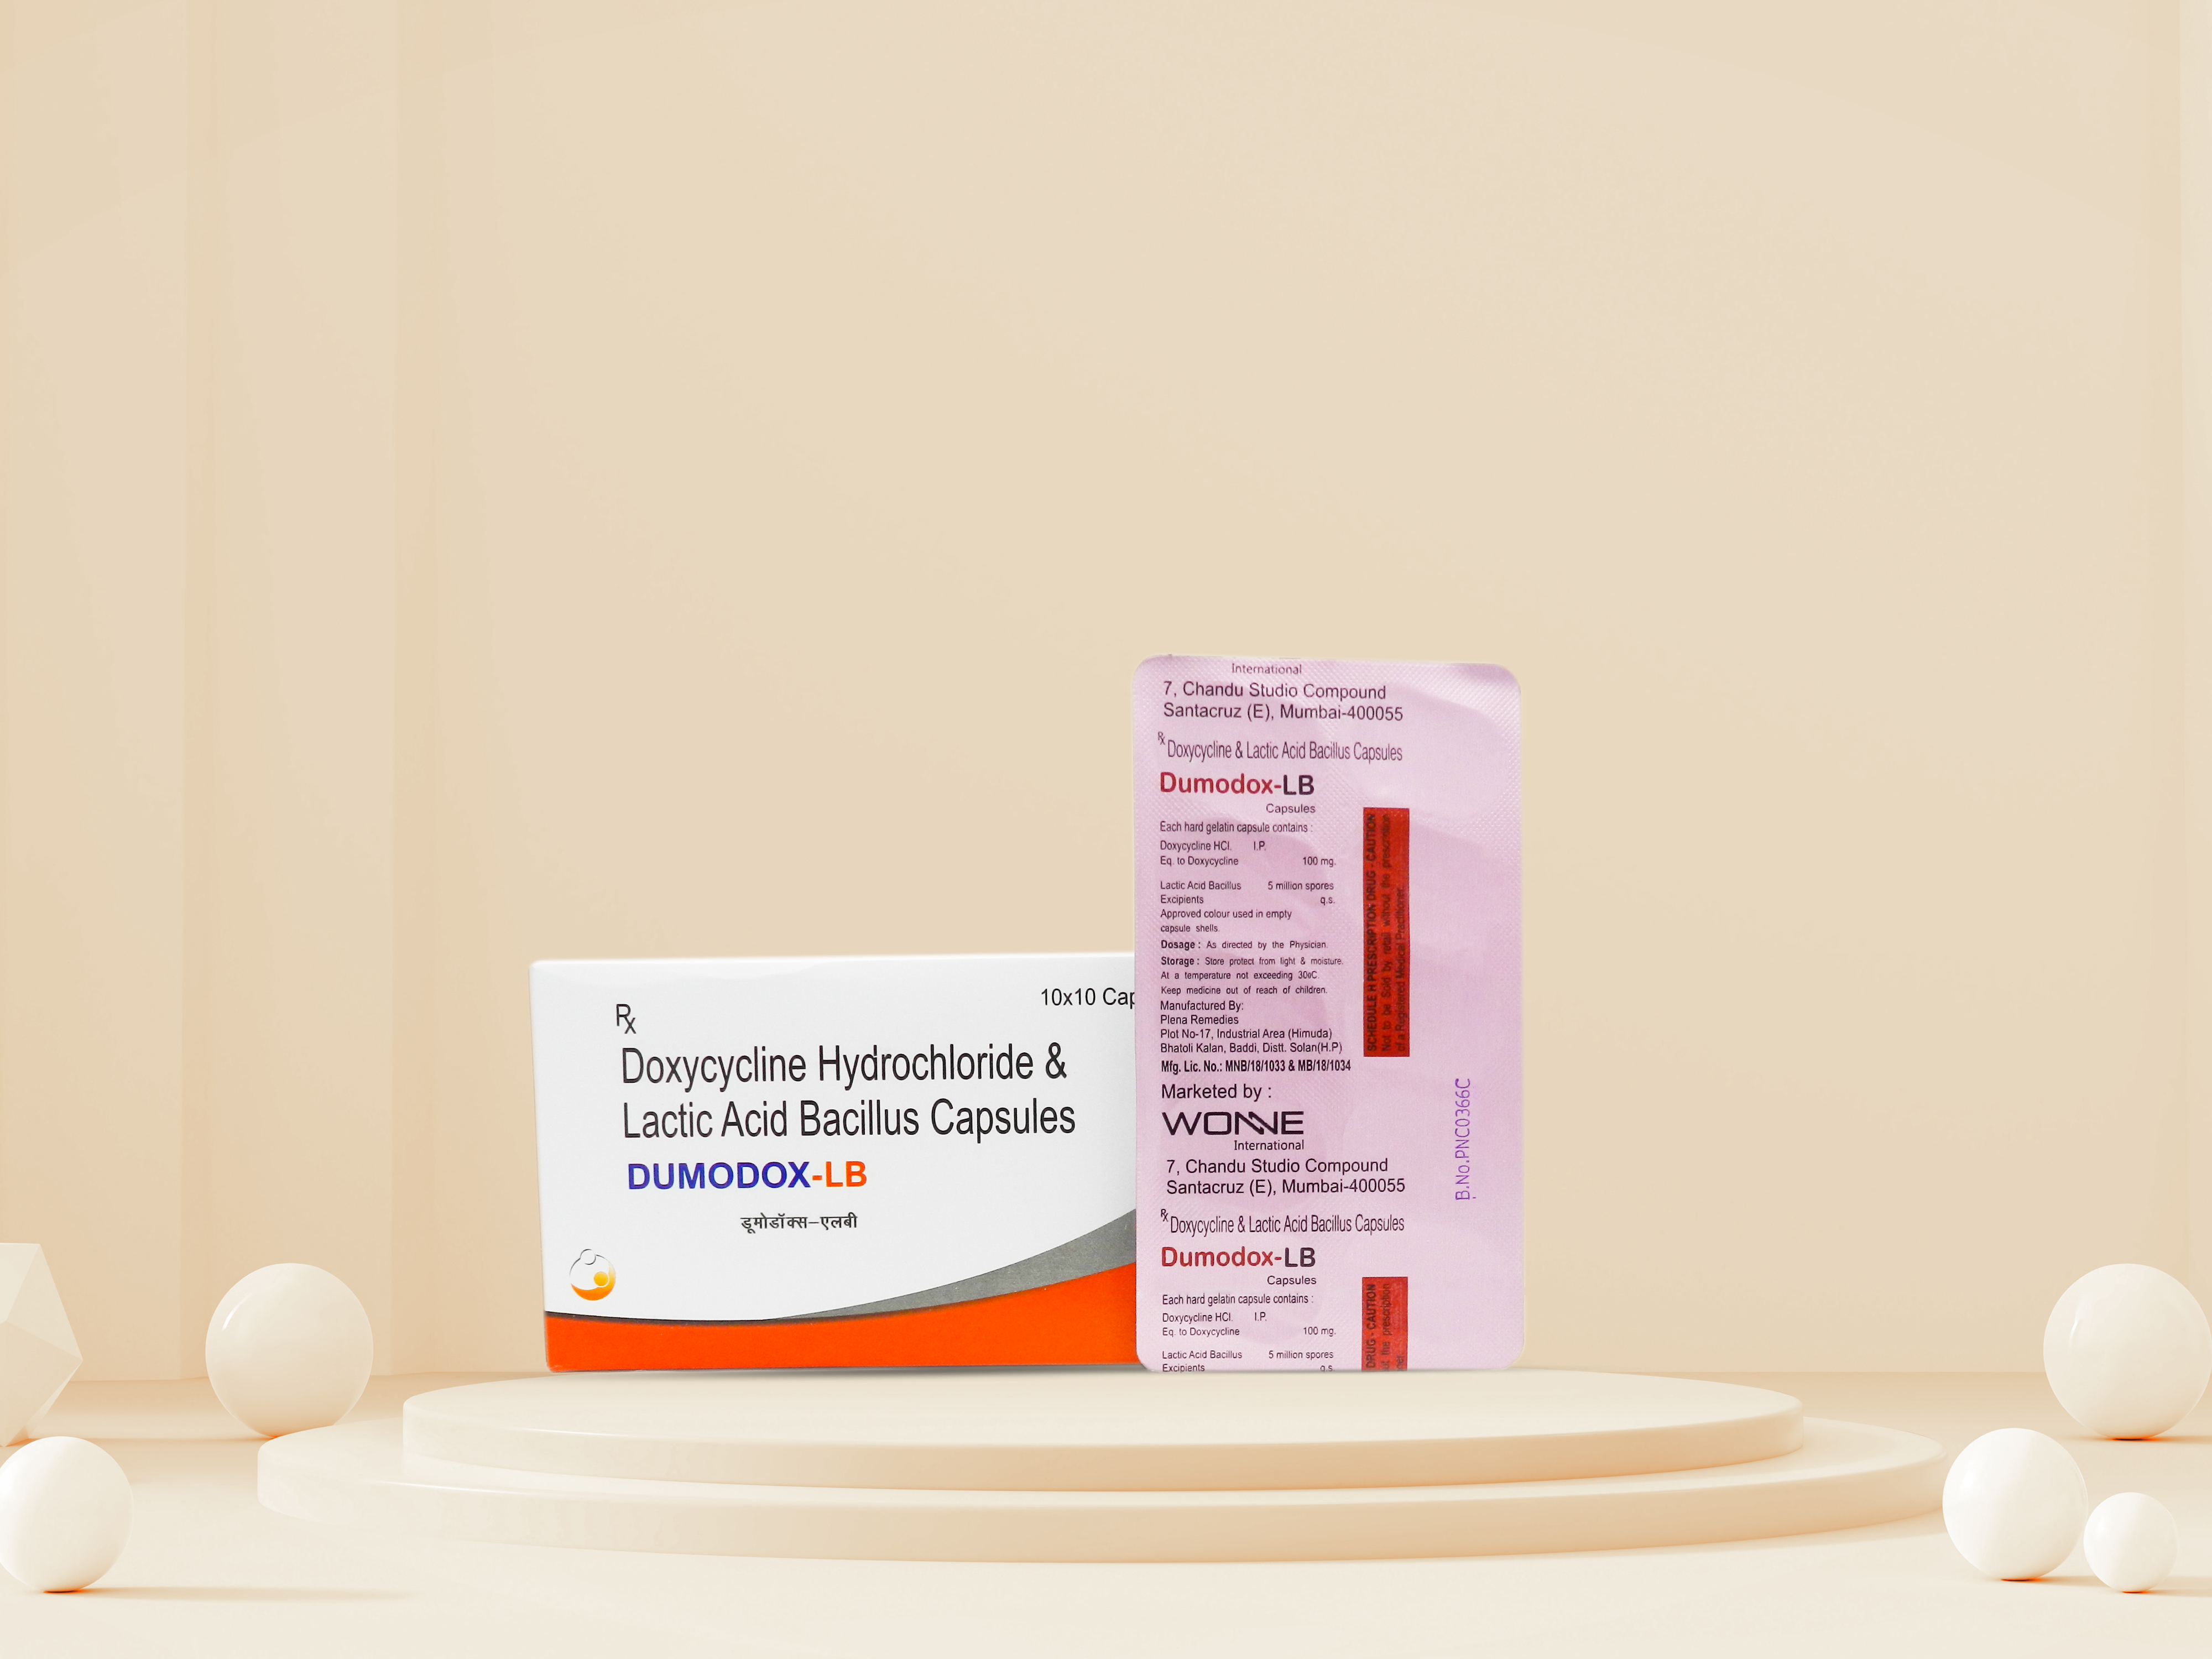 Rx
10x10 Cap
Doxycycline Hydrochloride &
Lactic Acid Bacillus Capsules
DUMODOX-LB
डूमोडॉक्स–एलबी
International
7, Chandu Studio Compound
Santacruz (E), Mumbai-400055
Rx Doxycycline & Lactic Acid Bacillus Capsules
Dumodox-LB
Capsules
Each hard gelatin capsule contains :
Doxycycline HCl. I.P.
Eq. to Doxycycline 100 mg.
Lactic Acid Bacillus 5 million spores
Excipients q.s.
Approved colour used in empty
capsule shells.
Dosage : As directed by the Physician.
Storage : Store protect from light & moisture.
At a temperature not exceeding 30oC
Keep medicine out of reach of children.
Manufactured By:
Plena Remedies
Plot No-17, Industrial Area (Himuda)
Bhatoli Kalan, Baddi, Distt. Solan(H.P)
Mfg. Lic. No.: MNB/18/1033 & MB/18/1034
Marketed by :
WONNE
International
7, Chandu Studio Compound
Santacruz (E), Mumbai-400055
Rx Doxycycline & Lactic Acid Bacillus Capsules
Dumodox-LB
Capsules
Each hard gelatin capsule contains :
Doxycycline HCl. I.P.
Eq. to Doxycycline 100 mg.
Lactic Acid Bacillus 5 million spores
Excipients q.s.
SCHEDULE H PRESCRIPTION DRUG - CAUTION
Not to be Sold by retail without the prescription
of a Registered Medical Practitioner.
DRUG - CAUTION
the prescription
B.No.PNC0366C